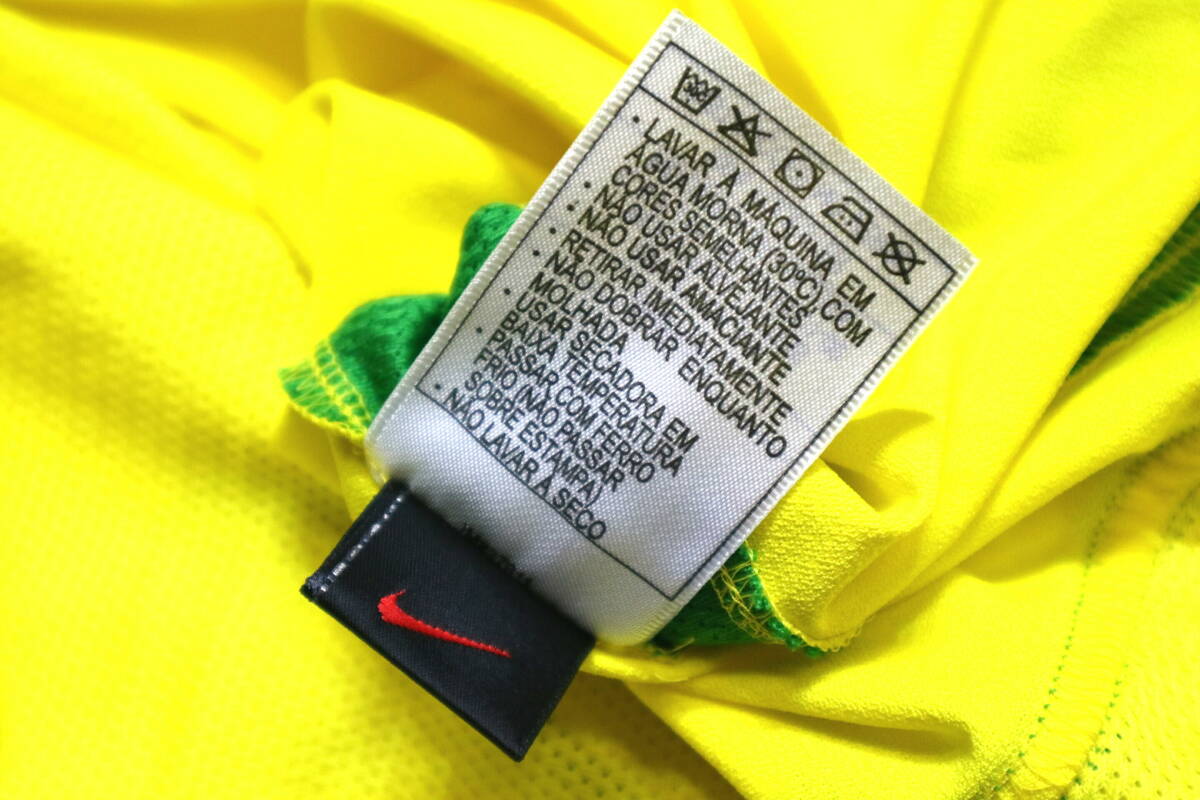 • LAVAR A MÁQUINA EM
ÁGUA MORNA (30ºC) COM
CORES SEMELHANTES
• NÃO USAR ALVEJANTE
• NÃO USAR AMACIANTE
• RETIRAR IMEDIATAMENTE
• NÃO DOBRAR ENQUANTO
MOLHADA
• USAR SECADORA EM
BAIXA TEMPERATURA
• PASSAR COM FERRO
FRIO (NÃO PASSAR
SOBRE ESTAMPA)
• NÃO LAVAR A SECO